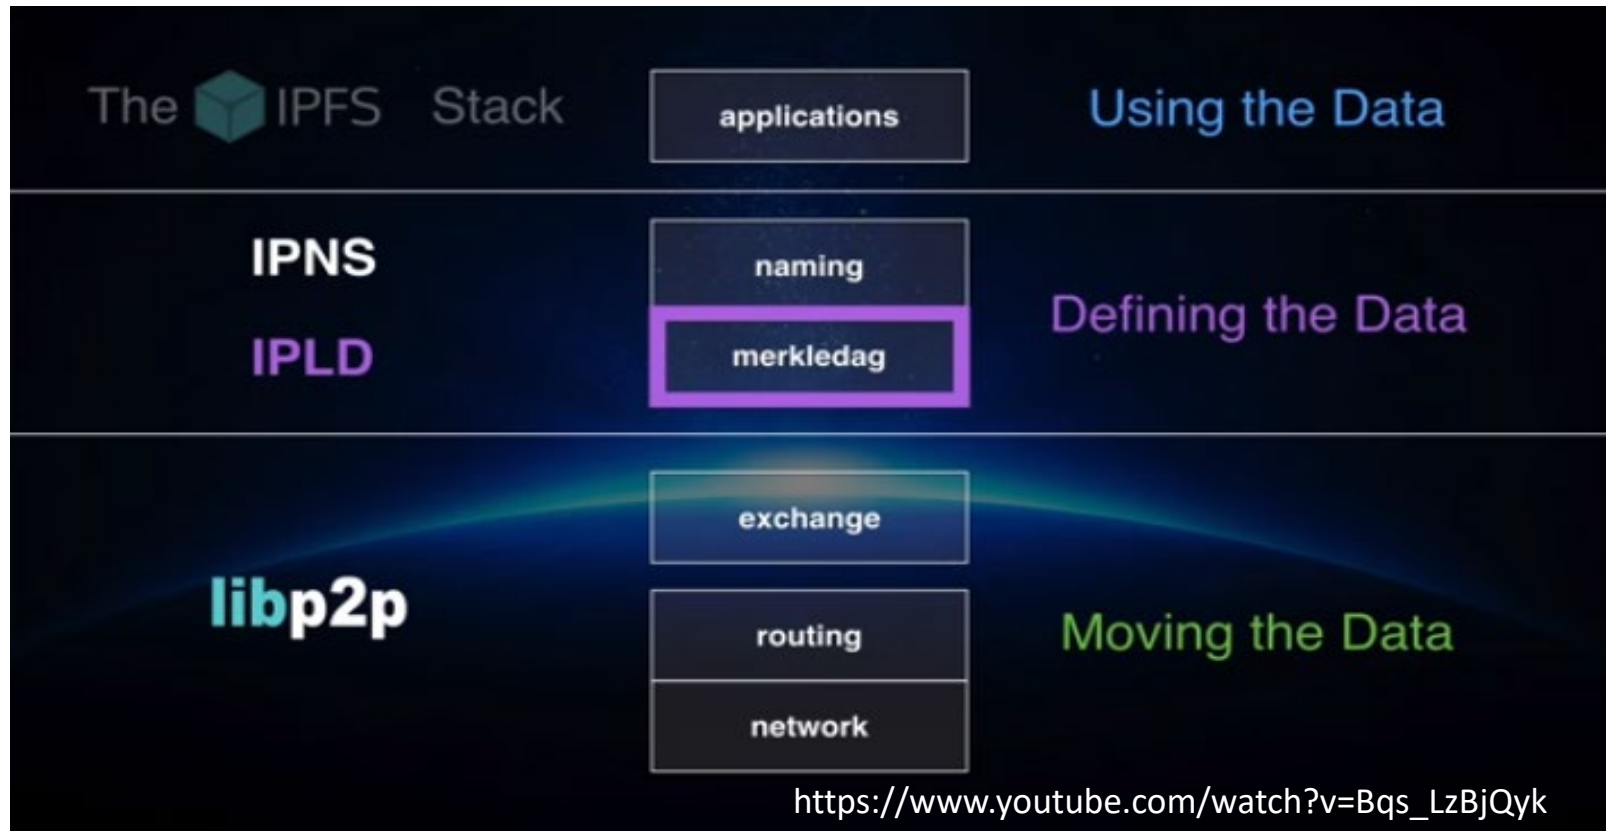 The IPFS Stack
applications
Using the Data
IPNS
naming
Defining the Data
IPLD
merkledag
exchange
libp2p
routing
Moving the Data
network
https://www.youtube.com/watch?v=Bqs_LzBjQyk